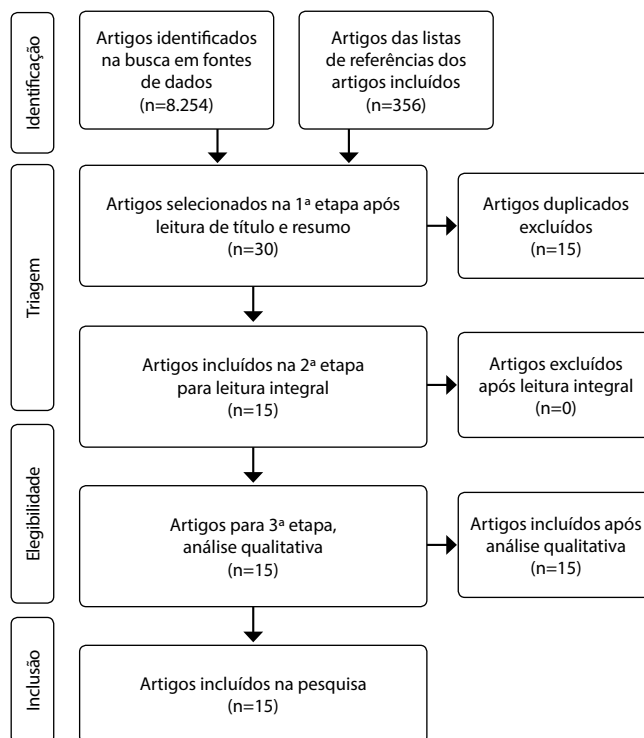 Identificação
Artigos identificados
na busca em fontes
de dados
(n=8.254)
Artigos das listas
de referências dos
artigos incluídos
(n=356)
Triagem
Artigos selecionados na 1ª etapa após
leitura de título e resumo
(n=30)
Artigos duplicados
excluídos
(n=15)
Artigos incluídos na 2ª etapa
para leitura integral
(n=15)
Artigos excluídos
após leitura integral
(n=0)
Elegibilidade
Artigos para 3ª etapa,
análise qualitativa
(n=15)
Artigos incluídos após
análise qualitativa
(n=15)
Inclusão
Artigos incluídos na pesquisa
(n=15)